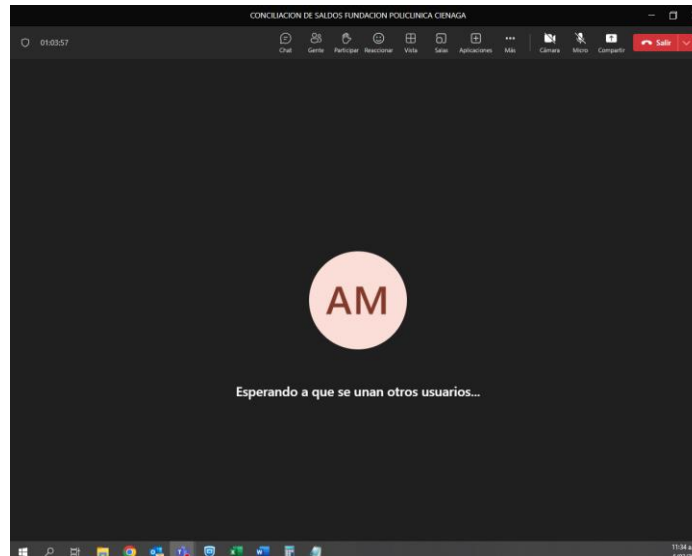 CONCILIACION DE SALDOS FUNDACION POLICLINICA CIENAGA
01:03:57
Chat Gente Participar Reaccionar Vista Salas Aplicaciones Más Cámara Micro Compartir Salir
AM
Esperando a que se unan otros usuarios...
11:34